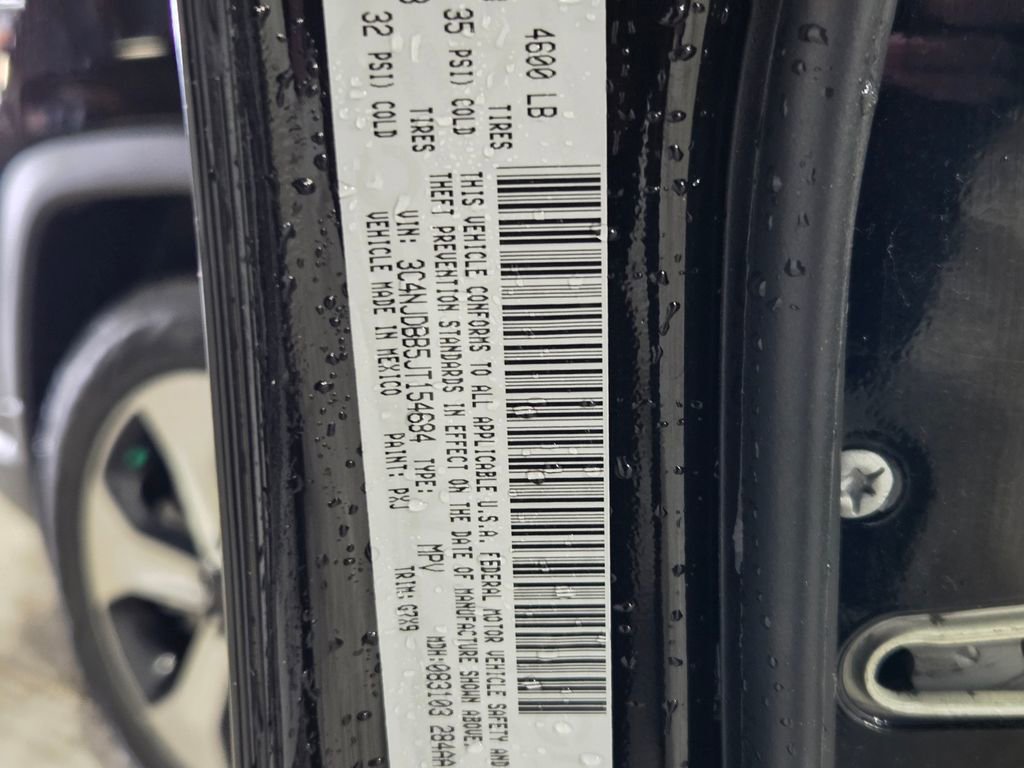 4600 LB
TIRES
35 PSI) COLD
TIRES
32 PSI) COLD
THIS VEHICLE CONFORMS TO ALL APPLICABLE U.S.A. FEDERAL MOTOR VEHICLE SAFETY AND
THEFT PREVENTION STANDARDS IN EFFECT ON THE DATE OF MANUFACTURE SHOWN ABOVE.
VIN: 3C4NJDBB5JT154694 TYPE: MPV MDH:083103 284AA
VEHICLE MADE IN MEXICO PAINT: PXJ TRIM: G7X9